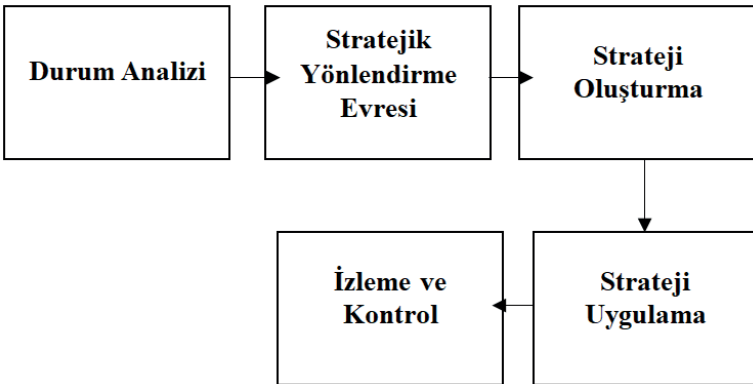 Durum Analizi
Stratejik
Yönlendirme
Evresi
Strateji
Oluşturma
Strateji
Uygulama
İzleme ve
Kontrol